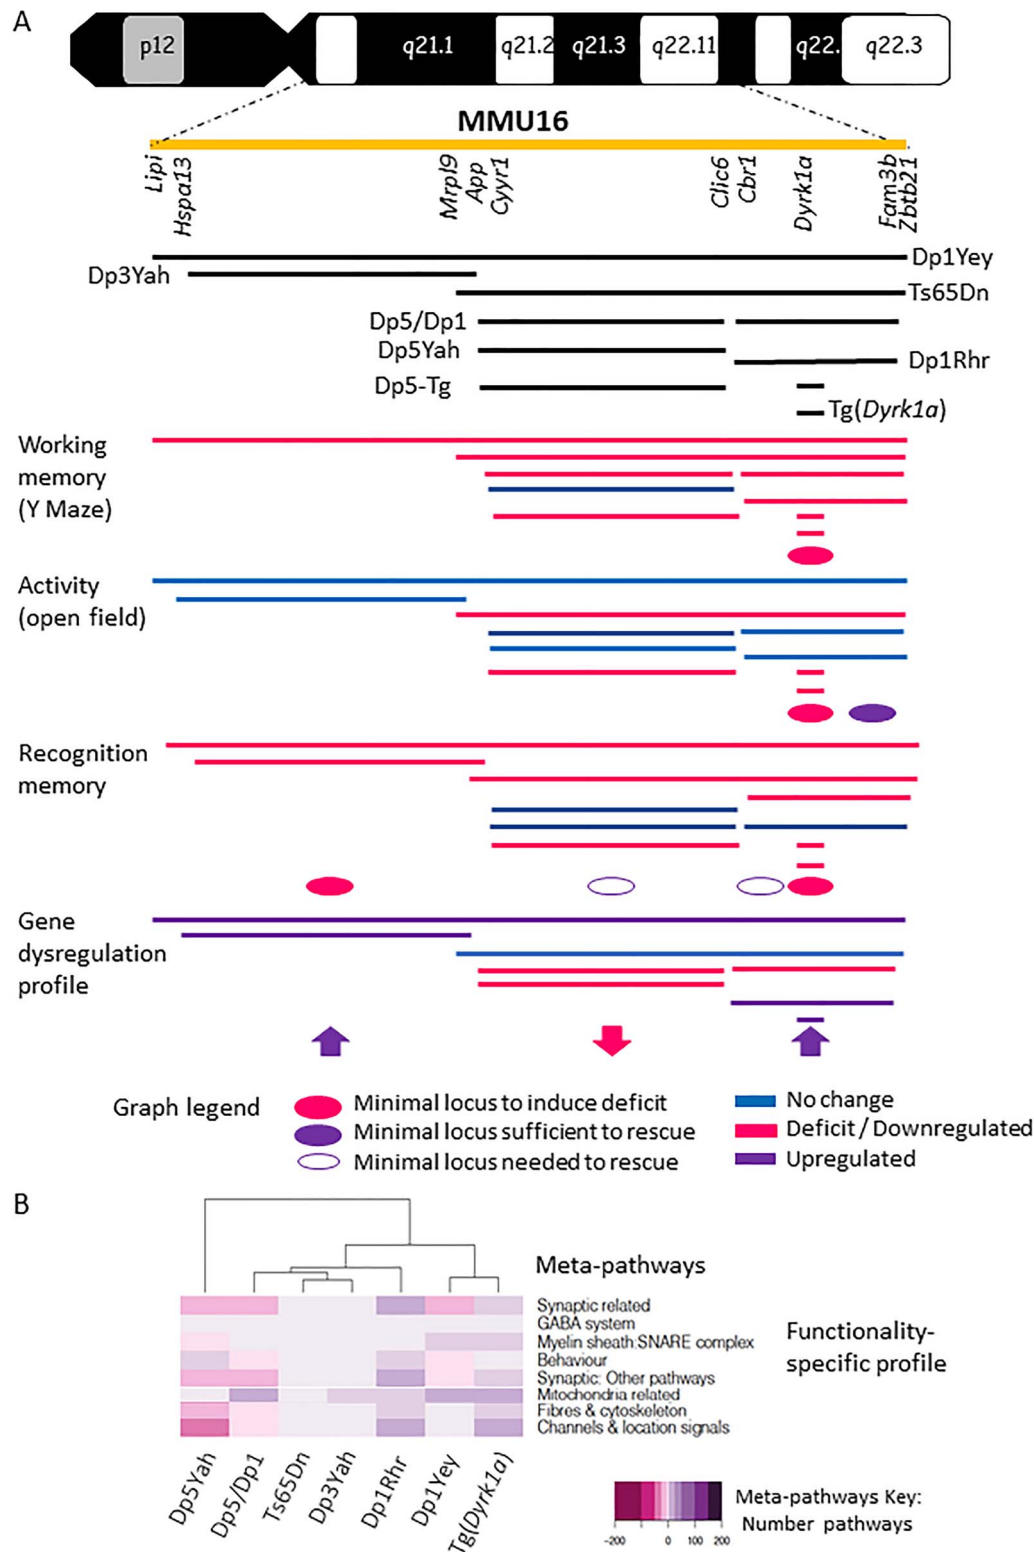 A
p12
q21.1
q21.2
q21.3
q22.11
q22.
q22.3
MMU16
Lipi
Hspa13
Mrpl9
App
Cyyr1
Clic6
Cbr1
Dyrk1a
Fam3b
Zbtb21
Dp1Yey
Dp3Yah
Ts65Dn
Dp5/Dp1
Dp5Yah
Dp1Rhr
Dp5-Tg
Tg(Dyrk1a)
Working
memory
(Y Maze)
Activity
(open field)
Recognition
memory
Gene
dysregulation
profile
Graph legend
Minimal locus to induce deficit
Minimal locus sufficient to rescue
Minimal locus needed to rescue
No change
Deficit / Downregulated
Upregulated
B
Meta-pathways
Synaptic related
GABA system
Myelin sheath:SNARE complex
Behaviour
Synaptic: Other pathways
Mitochondria related
Fibres & cytoskeleton
Channels & location signals
Functionality-
specific profile
Dp5Yah
Dp5/Dp1
Ts65Dn
Dp3Yah
Dp1Rhr
Dp1Yey
Tg(Dyrk1a)
-200
0
100
200
Meta-pathways Key:
Number pathways